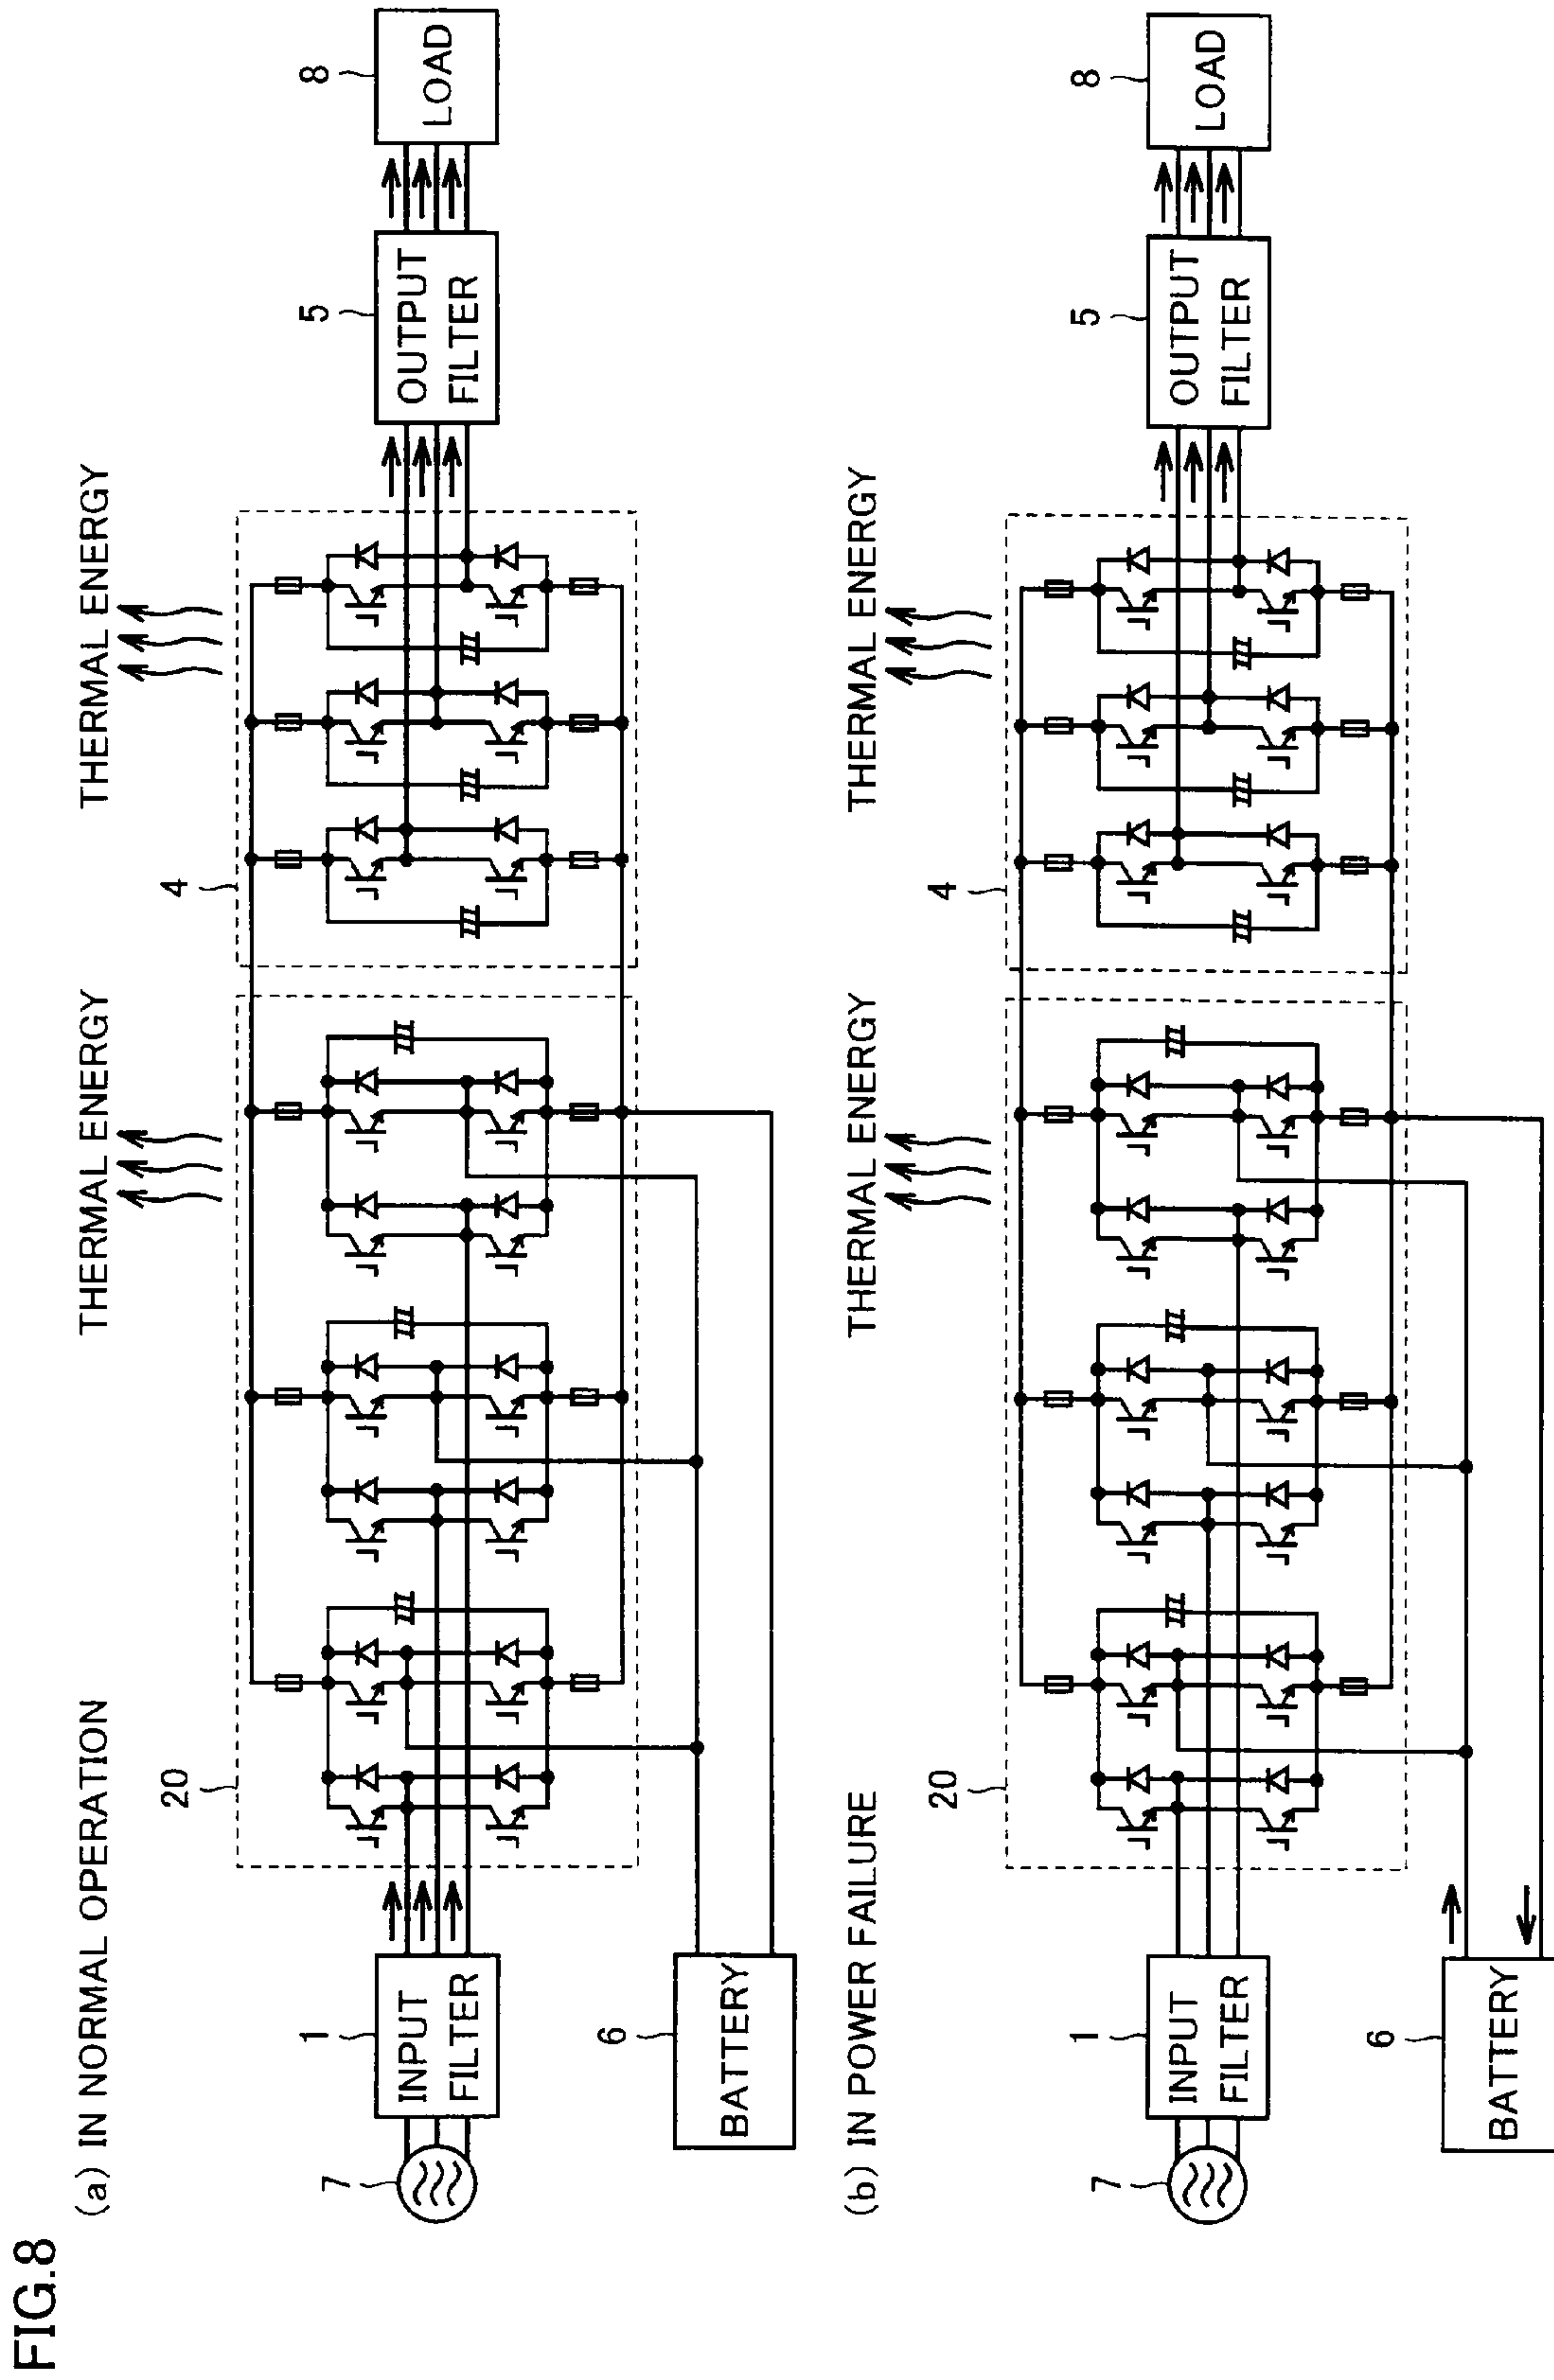 FIG.8
(a) IN NORMAL OPERATION
THERMAL ENERGY
THERMAL ENERGY
20
4
7
1
INPUT
FILTER
5
OUTPUT
FILTER
8
LOAD
6
BATTERY
(b) IN POWER FAILURE
THERMAL ENERGY
THERMAL ENERGY
20
4
7
1
INPUT
FILTER
5
OUTPUT
FILTER
8
LOAD
6
BATTERY